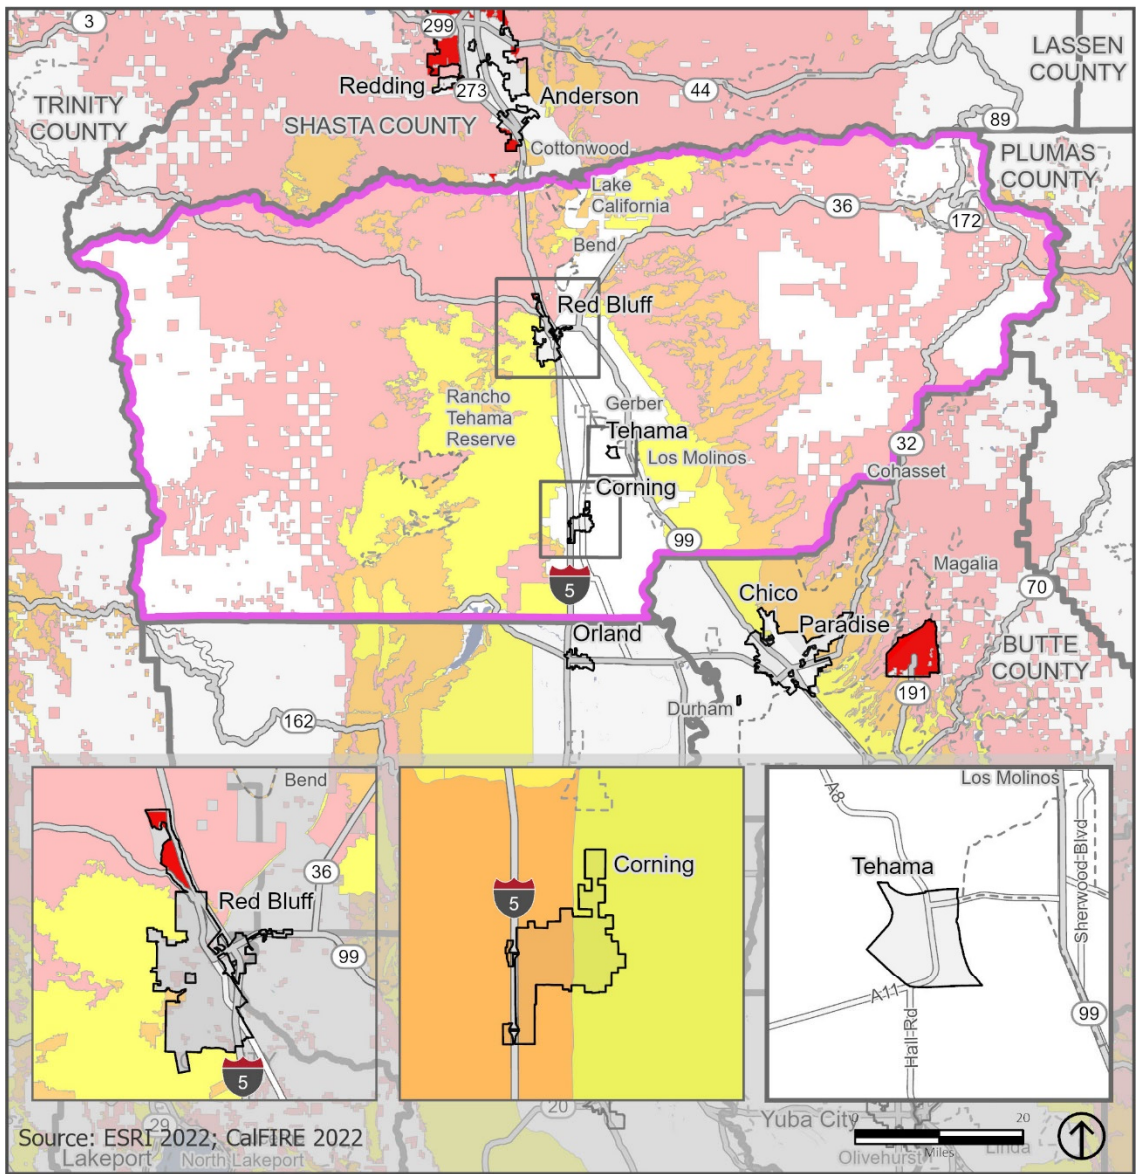 3
299
LASSEN
COUNTY
Redding
273
Anderson
44
TRINITY
COUNTY
SHASTA COUNTY
89
Cottonwood
PLUMAS
COUNTY
Lake
California
36
172
Bend
Red Bluff
Rancho
Tehama
Reserve
Gerber
Tehama
Los Molinos
32
Cohasset
Corning
99
5
Magalia
70
Chico
Paradise
Orland
BUTTE
COUNTY
191
Durham
162
Bend
36
Red Bluff
99
5
Corning
5
Los Molinos
A8
Tehama
Sherwood Blvd
A11
Hall Rd
99
20
29
Yuba City
0
20
Miles
Source: ESRI 2022; CalFIRE 2022
Lakeport
North Lakeport
Olivehurst
Linda